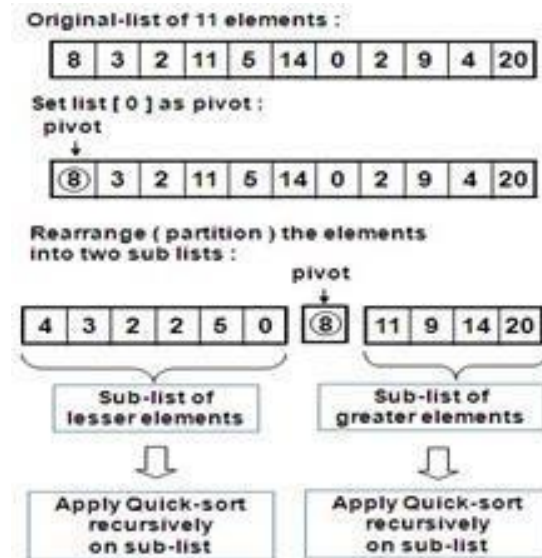 Original-list of 11 elements :
8 3 2 11 5 14 0 2 9 4 20
Set list [ 0 ] as pivot :
pivot
8 3 2 11 5 14 0 2 9 4 20
Rearrange ( partition ) the elements
into two sub lists :
pivot
4 3 2 2 5 0 8 11 9 14 20
Sub-list of
lesser elements
Sub-list of
greater elements
Apply Quick-sort
recursively
on sub-list
Apply Quick-sort
recursively
on sub-list